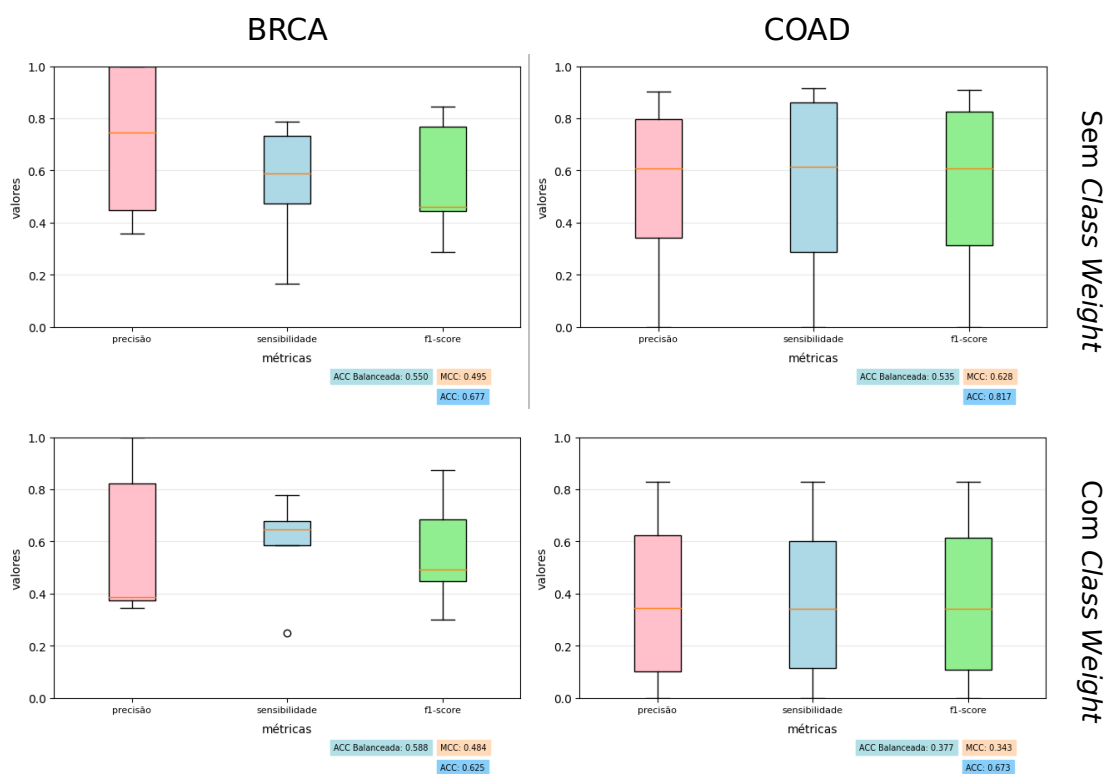 BRCA
COAD
Sem Class Weight
1.0
0.8
0.6
0.4
0.2
0.0
valores
precisão
sensibilidade
f1-score
métricas
ACC Balanceada: 0.550
MCC: 0.495
ACC: 0.677
1.0
0.8
0.6
0.4
0.2
0.0
valores
precisão
sensibilidade
f1-score
métricas
ACC Balanceada: 0.535
MCC: 0.628
ACC: 0.817
Com Class Weight
1.0
0.8
0.6
0.4
0.2
0.0
valores
precisão
sensibilidade
f1-score
métricas
ACC Balanceada: 0.588
MCC: 0.484
ACC: 0.625
1.0
0.8
0.6
0.4
0.2
0.0
valores
precisão
sensibilidade
f1-score
métricas
ACC Balanceada: 0.377
MCC: 0.343
ACC: 0.673